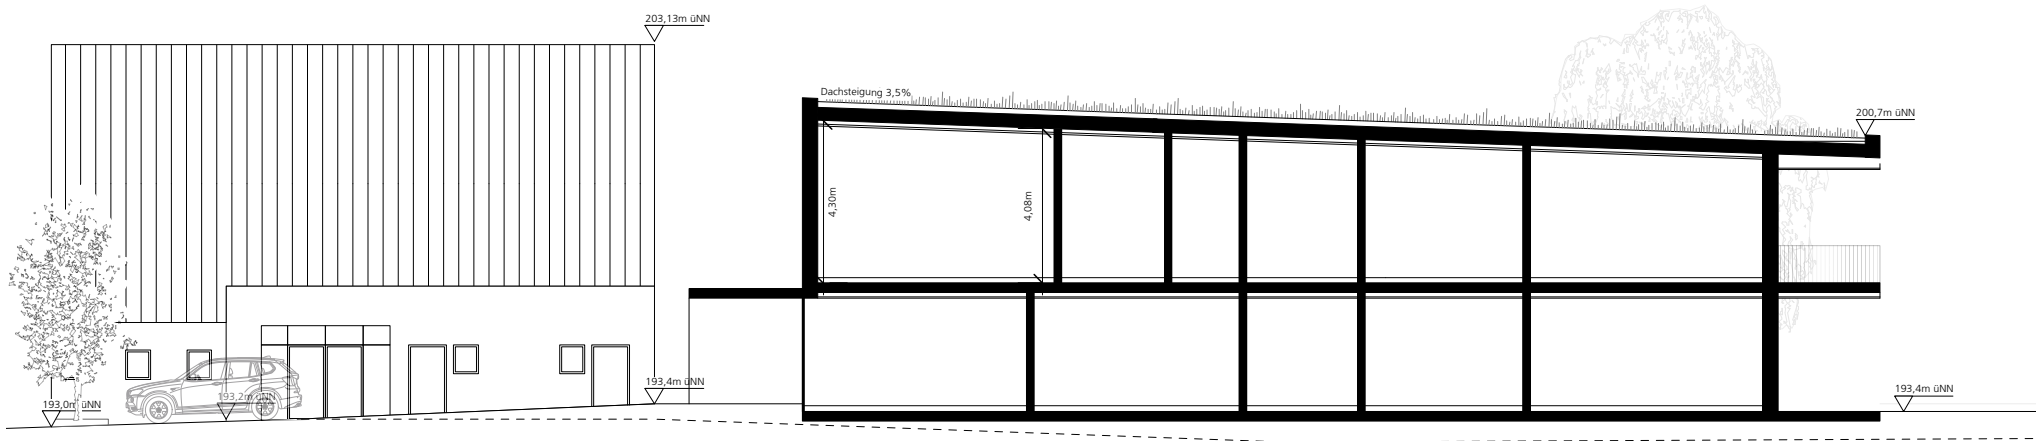 203,13m üNN
Dachsteigung 3,5%
200,7m üNN
4,30m
4,08m
193,4m üNN
193,4m üNN
193,2m üNN
193,0m üNN